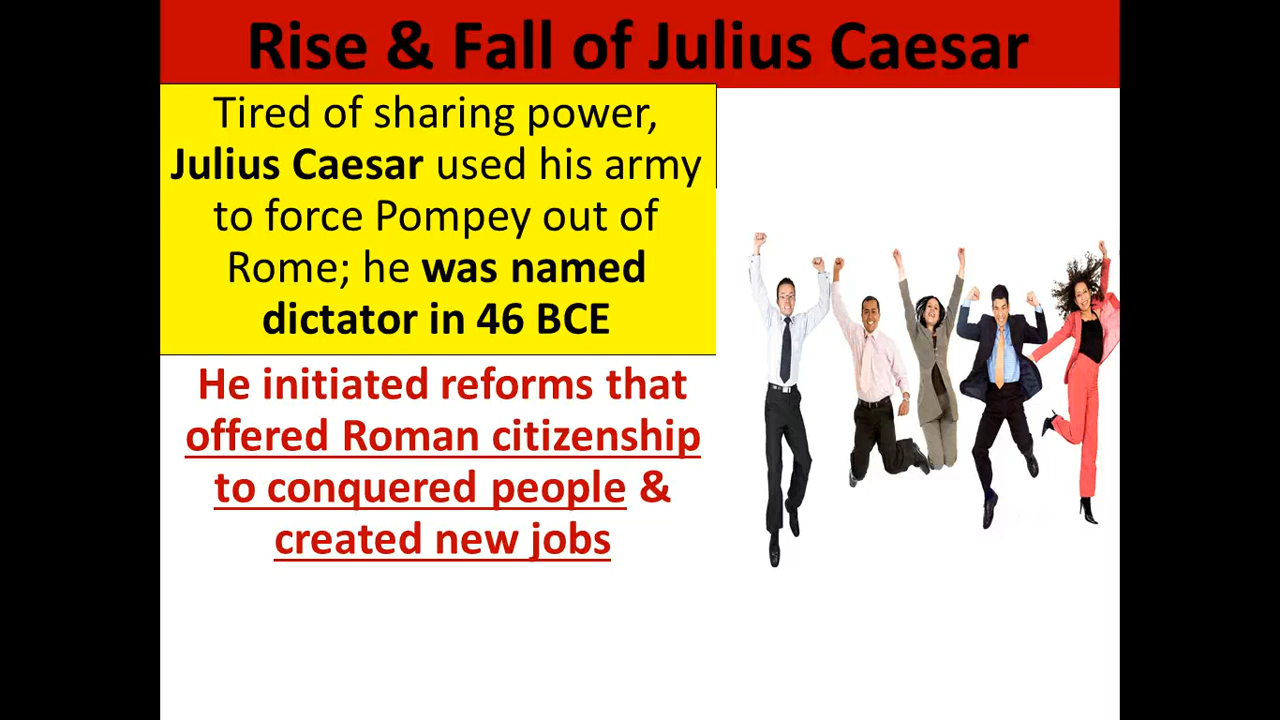 Rise & Fall of Julius Caesar
Tired of sharing power,
Julius Caesar used his army
to force Pompey out of
Rome; he was named
dictator in 46 BCE
He initiated reforms that
offered Roman citizenship
to conquered people &
created new jobs